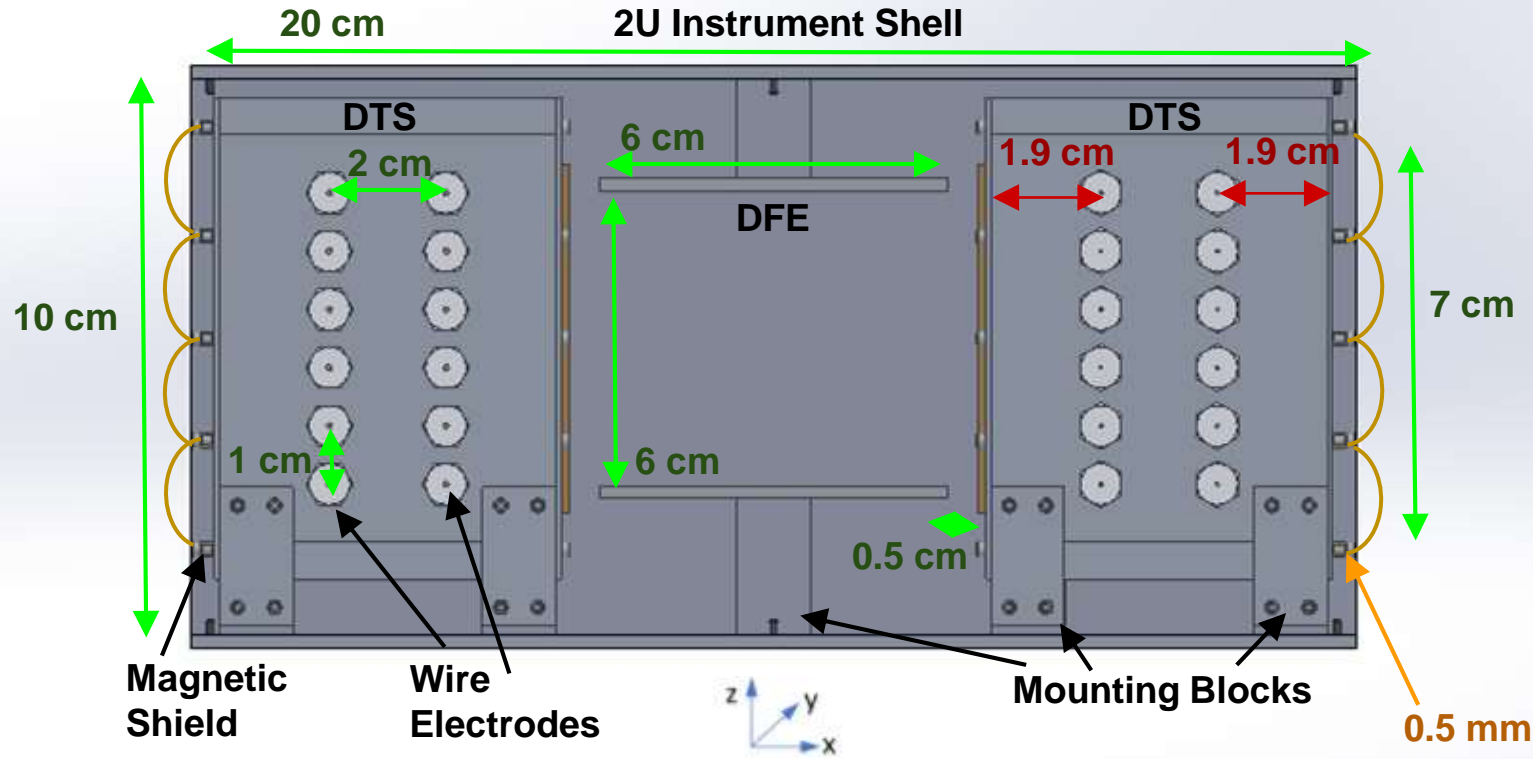 20 cm
2U Instrument Shell
DTS
DTS
2 cm
6 cm
1.9 cm
1.9 cm
DFE
10 cm
7 cm
1 cm
6 cm
0.5 cm
Magnetic
Shield
Wire
Electrodes
z
y
x
Mounting Blocks
0.5 mm